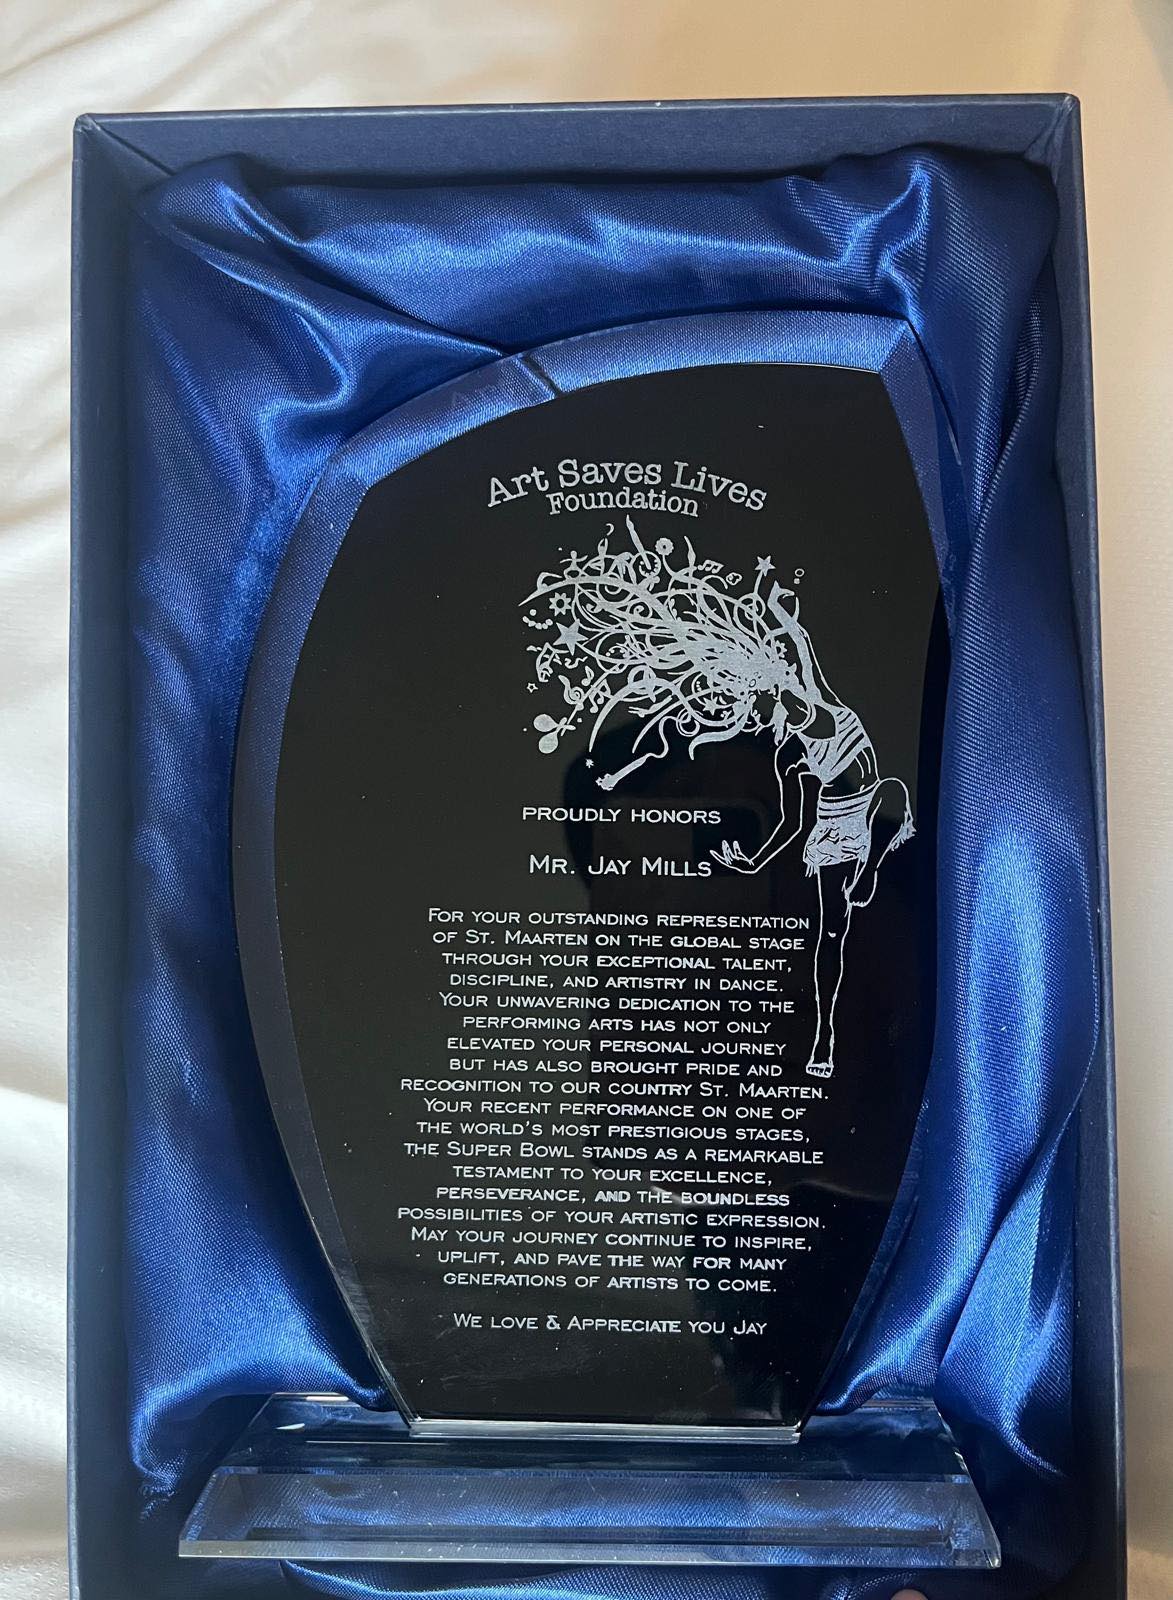 Art Saves Lives
Foundation
PROUDLY HONORS
MR. JAY MILLS
FOR YOUR OUTSTANDING REPRESENTATION
OF ST. MAARTEN ON THE GLOBAL STAGE
THROUGH YOUR EXCEPTIONAL TALENT,
DISCIPLINE, AND ARTISTRY IN DANCE.
YOUR UNWAVERING DEDICATION TO THE
PERFORMING ARTS HAS NOT ONLY
ELEVATED YOUR PERSONAL JOURNEY
BUT HAS ALSO BROUGHT PRIDE AND
RECOGNITION TO OUR COUNTRY ST. MAARTEN.
YOUR RECENT PERFORMANCE ON ONE OF
THE WORLD'S MOST PRESTIGIOUS STAGES,
THE SUPER BOWL STANDS AS A REMARKABLE
TESTAMENT TO YOUR EXCELLENCE,
PERSEVERANCE, AND THE BOUNDLESS
POSSIBILITIES OF YOUR ARTISTIC EXPRESSION.
MAY YOUR JOURNEY CONTINUE TO INSPIRE,
UPLIFT, AND PAVE THE WAY FOR MANY
GENERATIONS OF ARTISTS TO COME.
WE LOVE & APPRECIATE YOU JAY